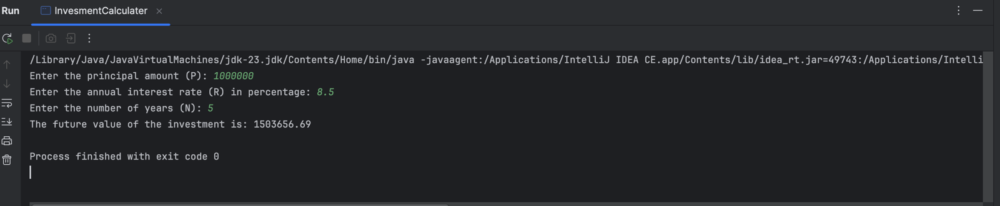 Run InvesmentCalculater
/Library/Java/JavaVirtualMachines/jdk-23.jdk/Contents/Home/bin/java -javaagent:/Applications/IntelliJ IDEA CE.app/Contents/lib/idea_rt.jar=49743:/Applications/Intelli
Enter the principal amount (P): 1000000
Enter the annual interest rate (R) in percentage: 8.5
Enter the number of years (N): 5
The future value of the investment is: 1503656.69
Process finished with exit code 0